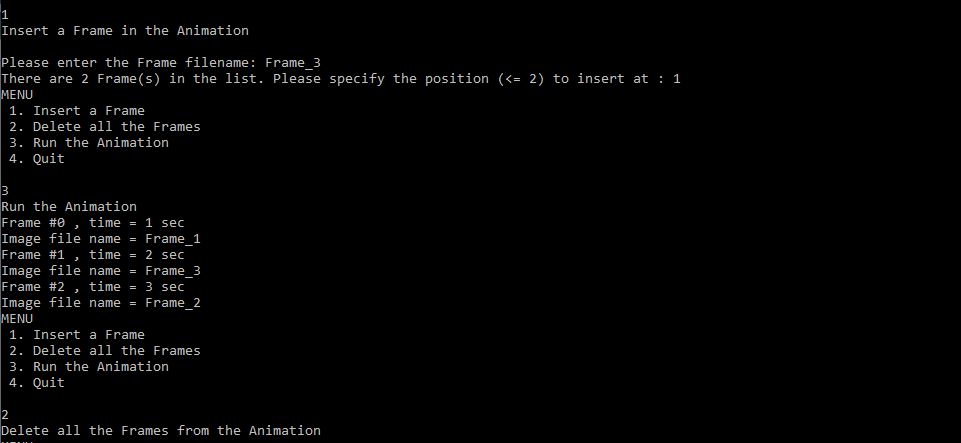 1
Insert a Frame in the Animation
Please enter the Frame filename: Frame_3
There are 2 Frame(s) in the list. Please specify the position (<= 2) to insert at : 1
MENU
1. Insert a Frame
2. Delete all the Frames
3. Run the Animation
4. Quit
3
Run the Animation
Frame #0 , time = 1 sec
Image file name = Frame_1
Frame #1 , time = 2 sec
Image file name = Frame_3
Frame #2 , time = 3 sec
Image file name = Frame_2
MENU
1. Insert a Frame
2. Delete all the Frames
3. Run the Animation
4. Quit
2
Delete all the Frames from the Animation